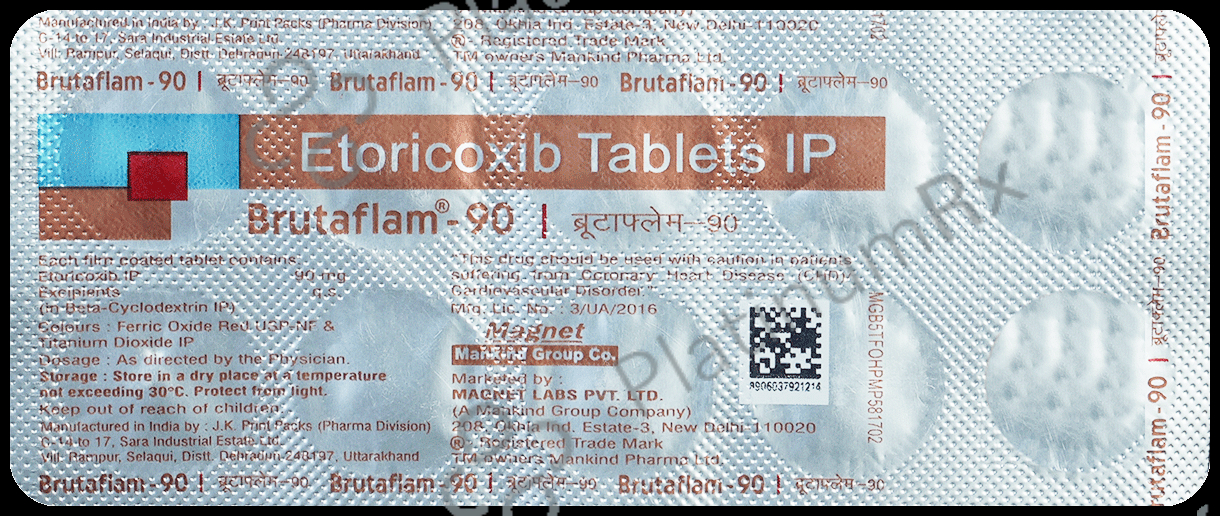 Manufactured in India by : J.K. Print Packs (Pharma Division)
G-14 to 17, Sara Industrial Estate Ltd.
Vill. Rampur, Selaqui, Distt. Dehradun-248197, Uttarakhand
208, Okhla Ind. Estate-3, New Delhi-110020
®- Registered Trade Mark
TM owners Mankind Pharma Ltd.
Brutaflam-90 | ब्रूटाफ्लेम-90 Brutaflam-90 | ब्रूटाफ्लेम-90 Brutaflam-90 | ब्रूटाफ्लेम-90
Etoricoxib Tablets IP
Brutaflam®-90 | ब्रूटाफ्लेम-90
Each film coated tablet contains:
Etoricoxib IP 90 mg
Excipients q.s.
(in Beta-Cyclodextrin IP)
Colours : Ferric Oxide Red USP-NF &
Titanium Dioxide IP
Dosage : As directed by the Physician.
Storage : Store in a dry place at a temperature
not exceeding 30°C. Protect from light.
Keep out of reach of children.
Manufactured in India by : J.K. Print Packs (Pharma Division)
G-14 to 17, Sara Industrial Estate Ltd.
Vill. Rampur, Selaqui, Distt. Dehradun-248197, Uttarakhand
"This drug should be used with caution in patients
suffering from Coronary Heart Disease (CHD)/
Cardiovascular Disorder."
Mfg. Lic. No. : 3/UA/2016
Magnet
Mankind Group Co.
Marketed by :
MAGNET LABS PVT. LTD.
(A Mankind Group Company)
208, Okhla Ind. Estate-3, New Delhi-110020
®- Registered Trade Mark
TM owners Mankind Pharma Ltd.
8906037921216
MGB5TFOHPMP581702
Brutaflam-90 | ब्रूटाफ्लेम-90 Brutaflam-90 | ब्रूटाफ्लेम-90 Brutaflam-90 | ब्रूटाफ्लेम-90
Brutaflam-90 | ब्रूटाफ्लेम-90
PlatinumRx